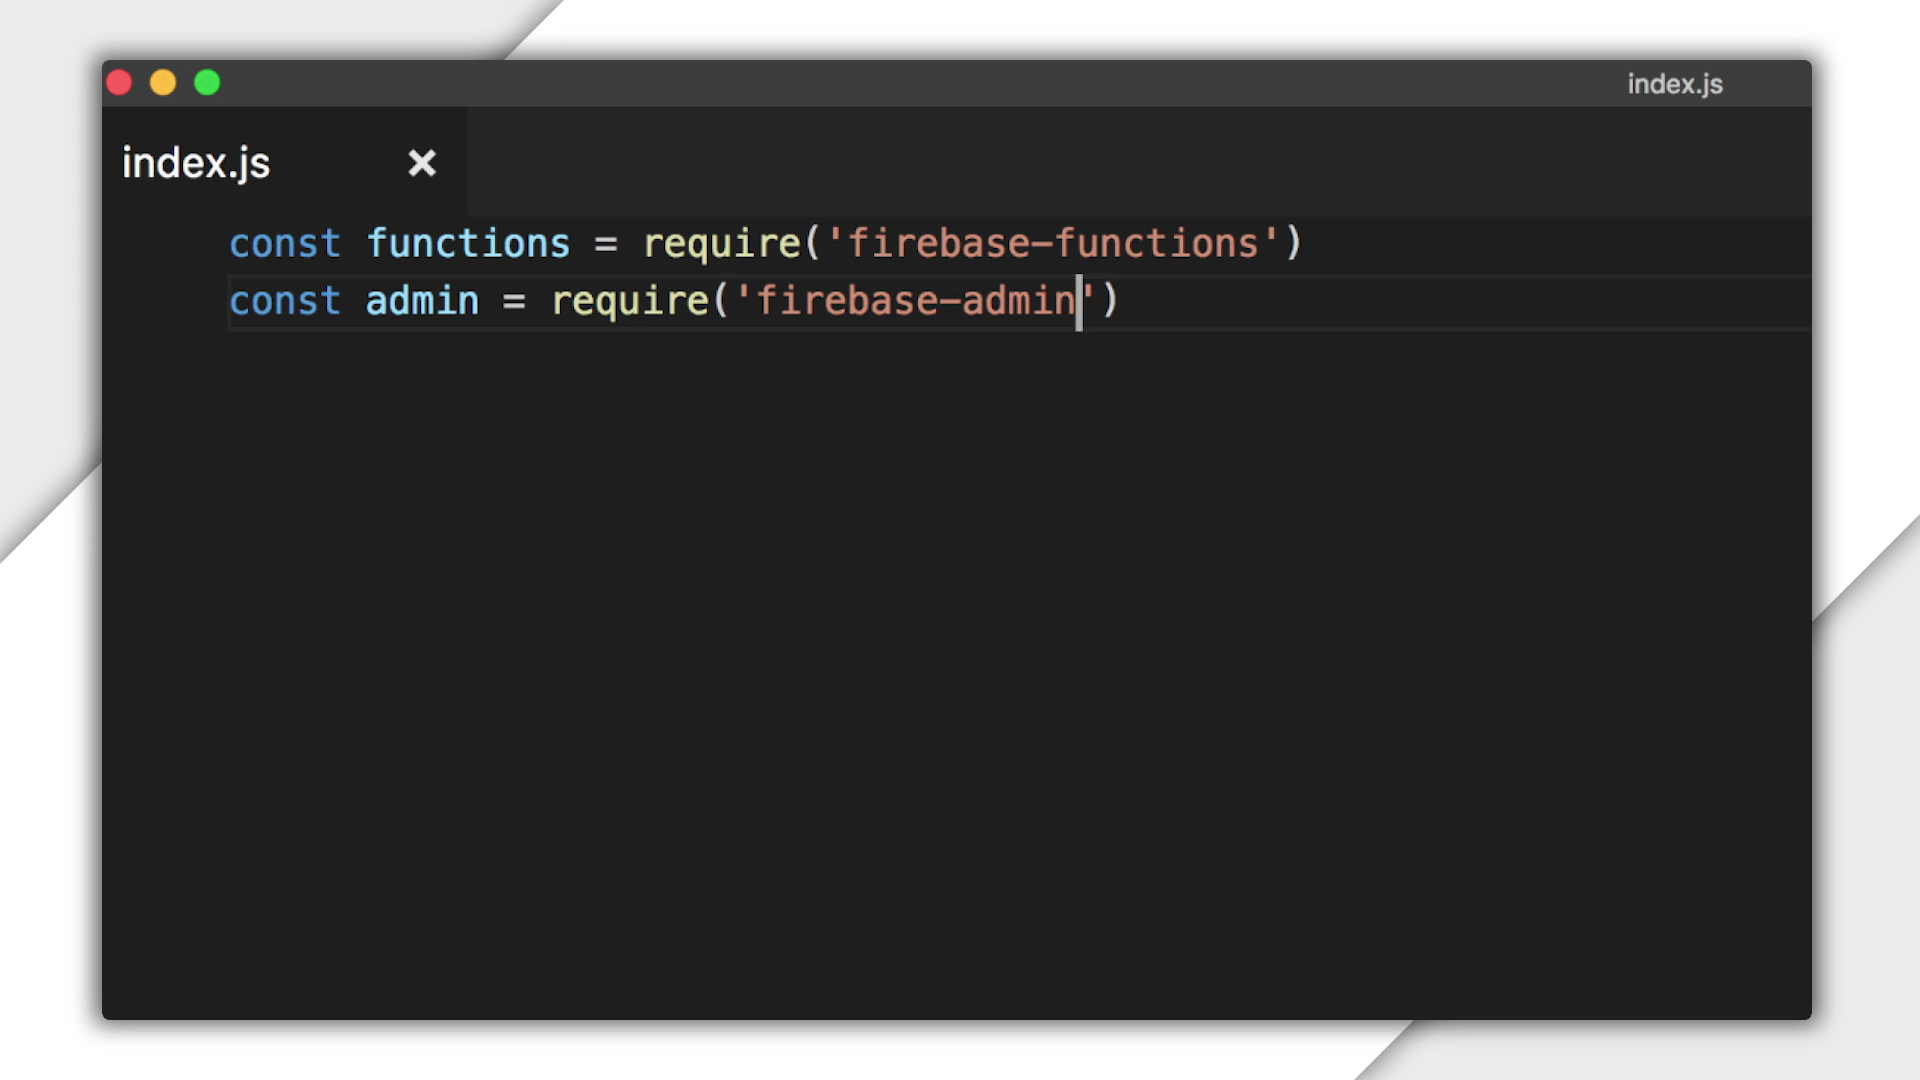 index.js
index.js
const functions = require('firebase-functions')
const admin = require('firebase-admin')